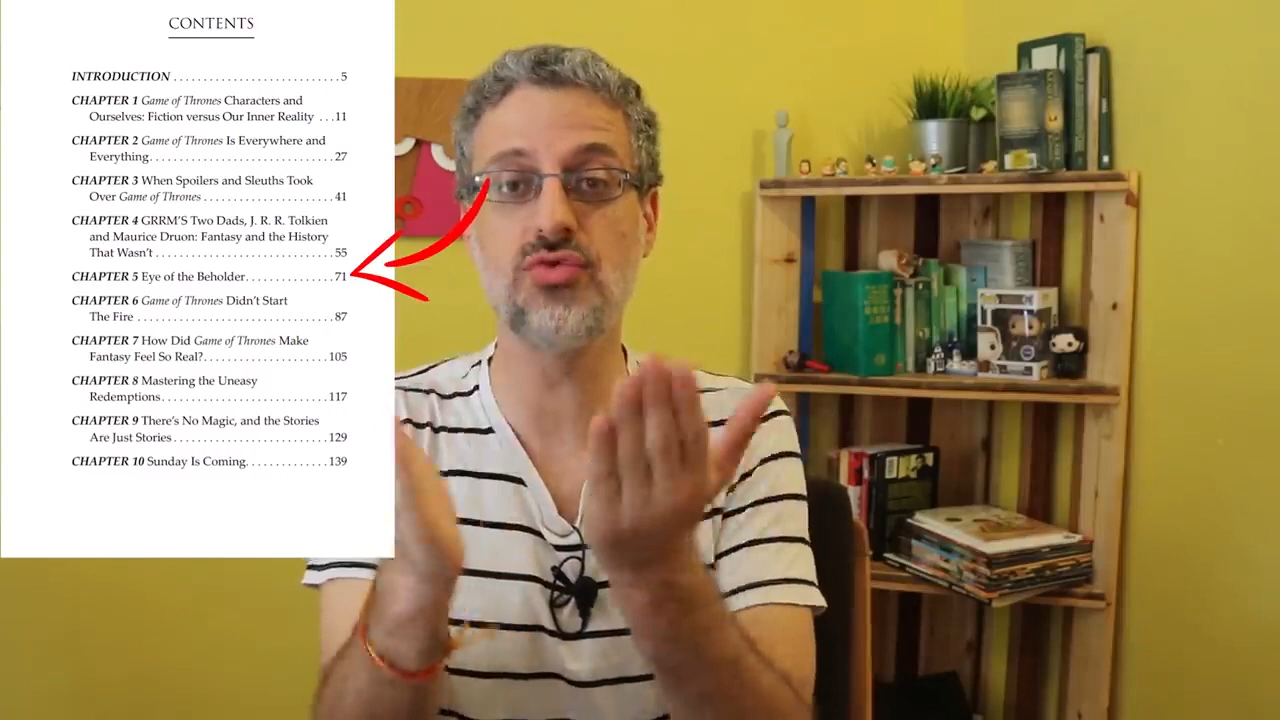 CONTENTS
INTRODUCTION . . . . . . . . . . . . . . . . . . . . . . . . . . . . 5
CHAPTER 1 Game of Thrones Characters and
Ourselves: Fiction versus Our Inner Reality . . . 11
CHAPTER 2 Game of Thrones Is Everywhere and
Everything. . . . . . . . . . . . . . . . . . . . . . . . . . . . . . . 27
CHAPTER 3 When Spoilers and Sleuths Took
Over Game of Thrones . . . . . . . . . . . . . . . . . . . . . . 41
CHAPTER 4 GRRM'S Two Dads, J. R. R. Tolkien
and Maurice Druon: Fantasy and the History
That Wasn't . . . . . . . . . . . . . . . . . . . . . . . . . . . . . . 55
CHAPTER 5 Eye of the Beholder. . . . . . . . . . . . . . . 71
CHAPTER 6 Game of Thrones Didn't Start
The Fire . . . . . . . . . . . . . . . . . . . . . . . . . . . . . . . . . 87
CHAPTER 7 How Did Game of Thrones Make
Fantasy Feel So Real?. . . . . . . . . . . . . . . . . . . . . 105
CHAPTER 8 Mastering the Uneasy
Redemptions. . . . . . . . . . . . . . . . . . . . . . . . . . . . 117
CHAPTER 9 There's No Magic, and the Stories
Are Just Stories . . . . . . . . . . . . . . . . . . . . . . . . . . 129
CHAPTER 10 Sunday Is Coming. . . . . . . . . . . . . . 139